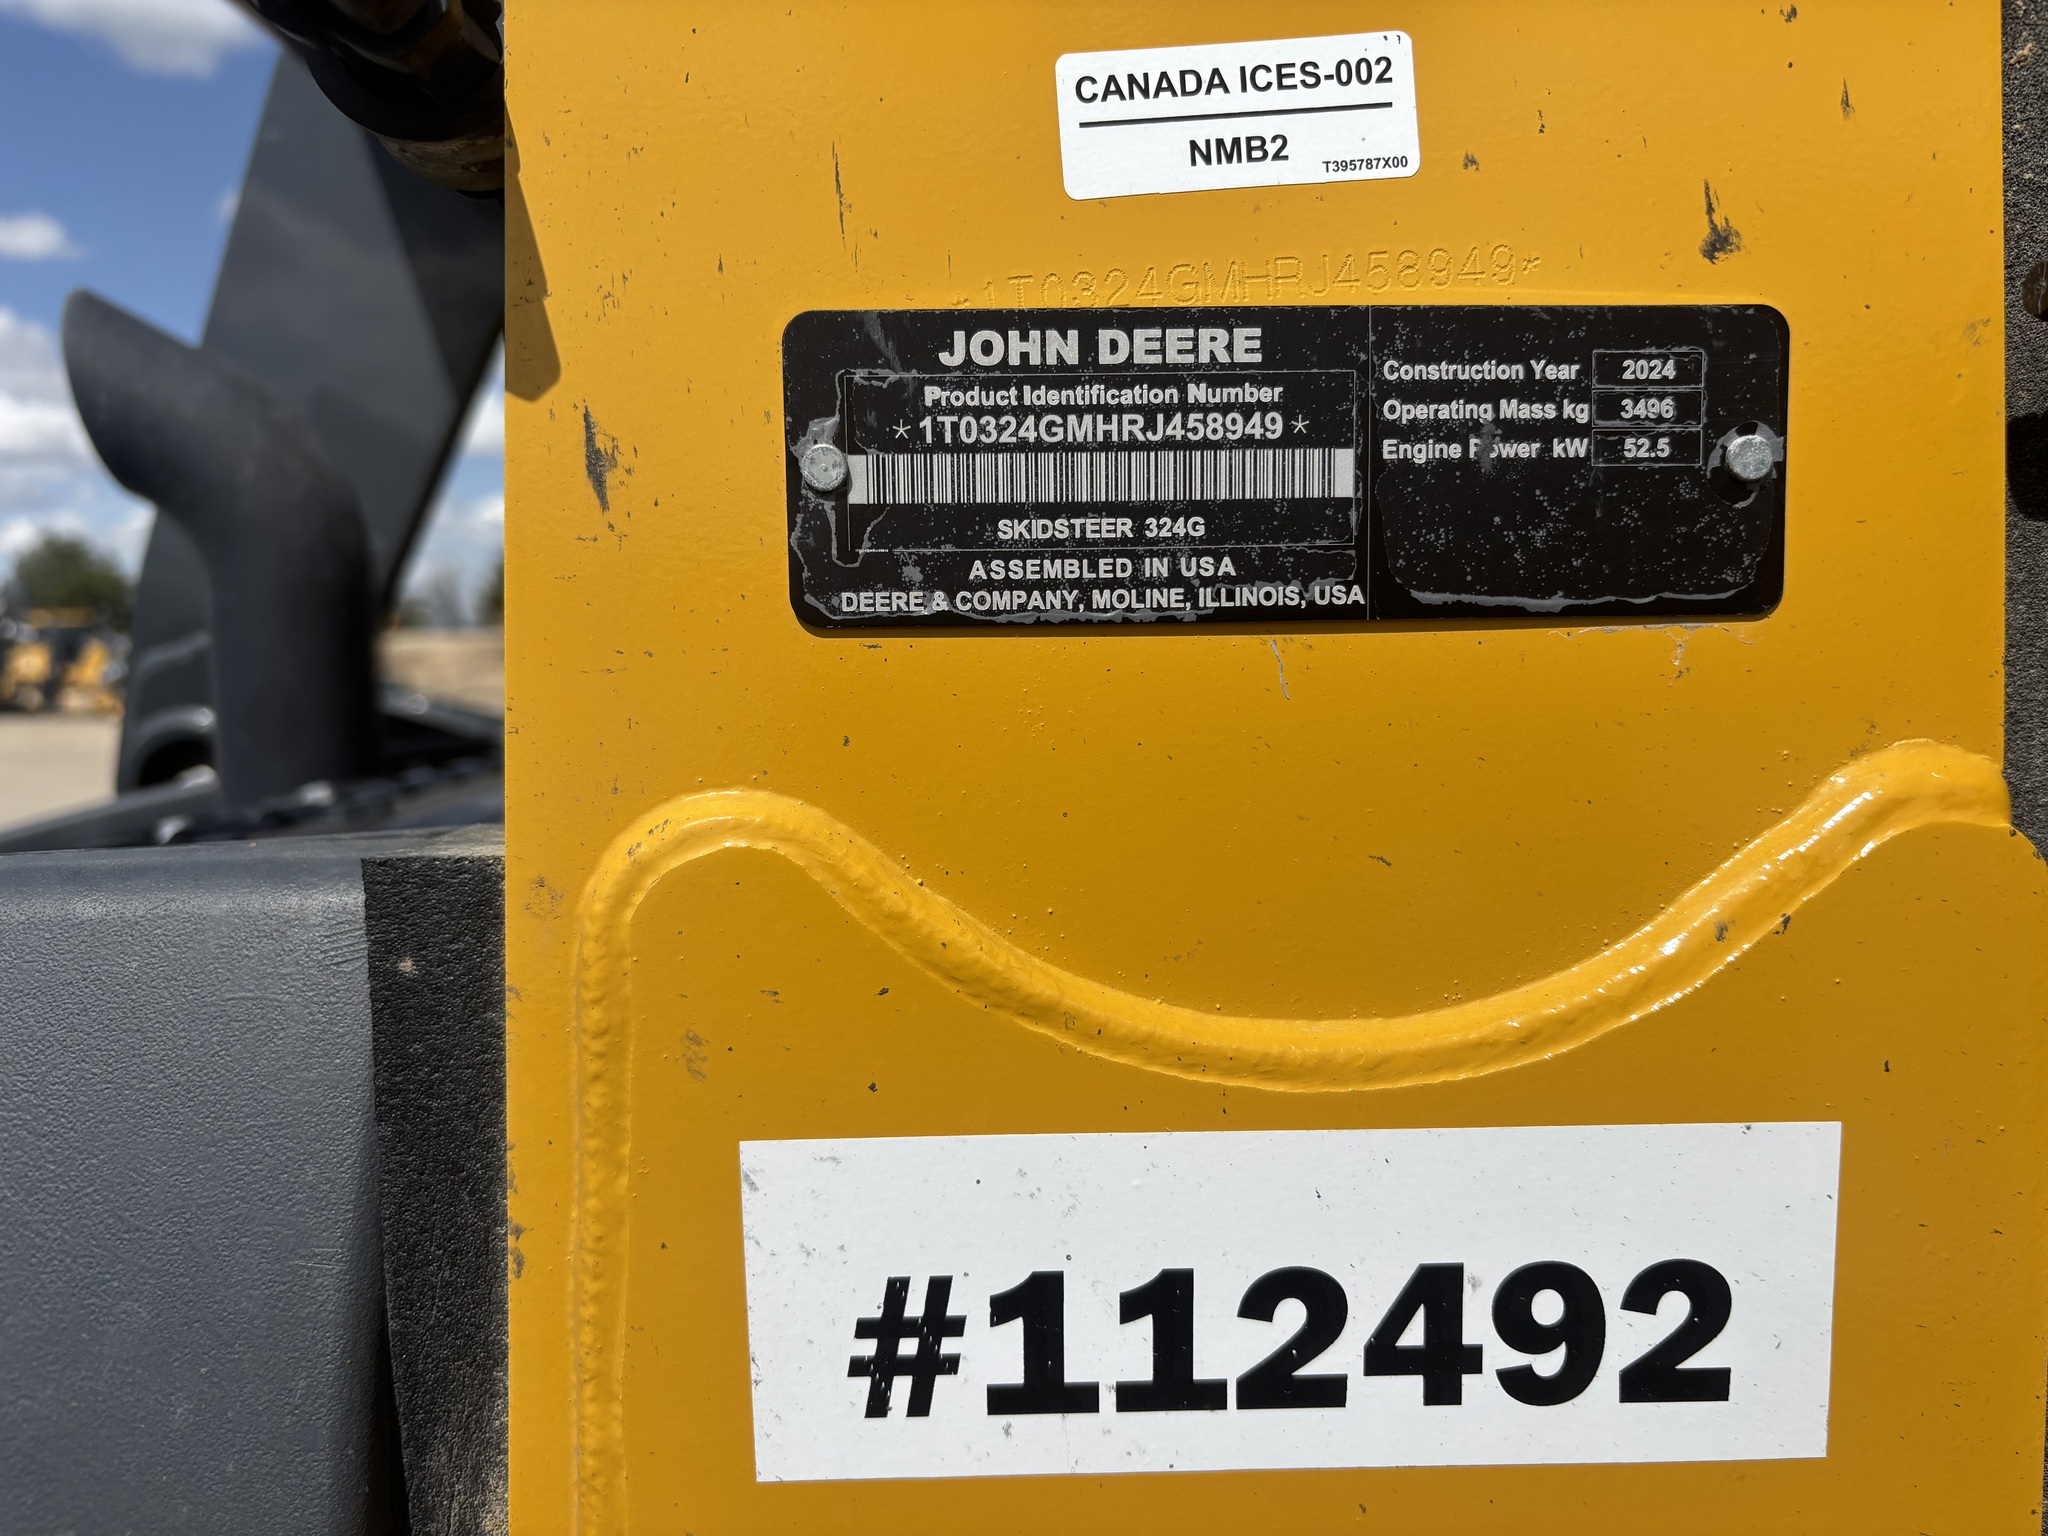 CANADA ICES-002
NMB2
T395787X00
*1T0324GMHRJ458949*
JOHN DEERE
Product Identification Number
*1T0324GMHRJ458949*
SKIDSTEER 324G
ASSEMBLED IN USA
DEERE & COMPANY, MOLINE, ILLINOIS, USA
Construction Year 2024
Operating Mass kg 3496
Engine Power kW 52.5
#112492